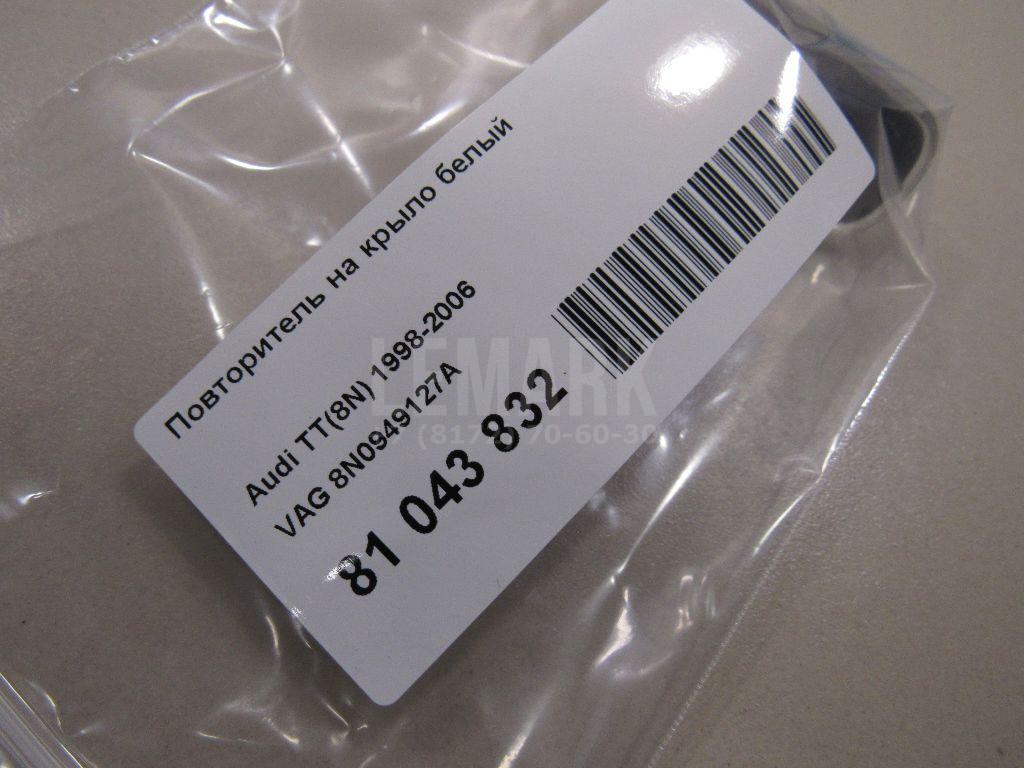 Повторитель на крыло белый
Audi TT(8N) 1998-2006
VAG 8N0949127A
81 043 832
LEMARK